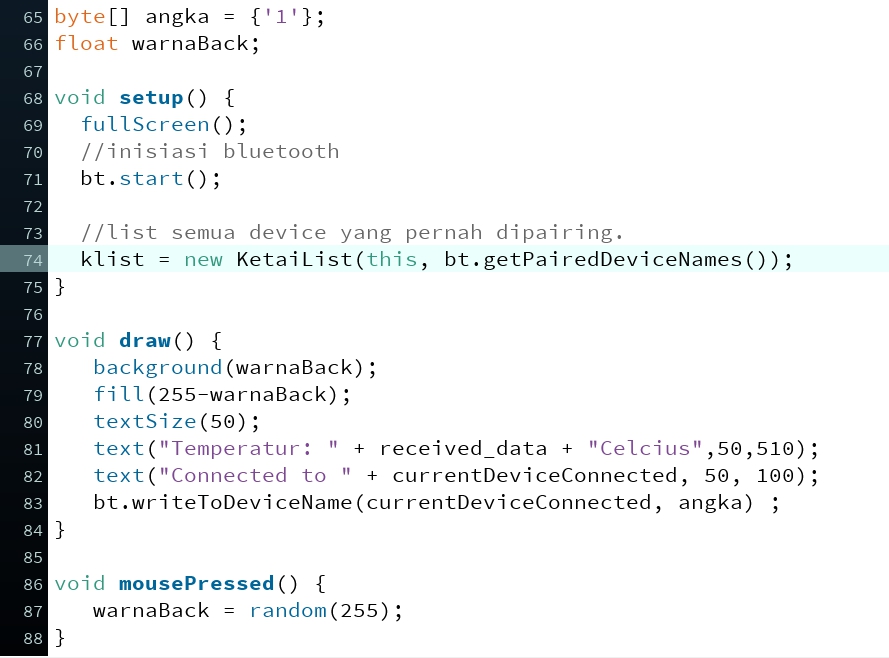 65 byte[] angka = {'1'};
66 float warnaBack;
67
68 void setup() {
69   fullScreen();
70   //inisiasi bluetooth
71   bt.start();
72
73   //list semua device yang pernah dipairing.
74   klist = new KetaiList(this, bt.getPairedDeviceNames());
75 }
76
77 void draw() {
78    background(warnaBack);
79    fill(255-warnaBack);
80    textSize(50);
81    text("Temperatur: " + received_data + "Celcius",50,510);
82    text("Connected to " + currentDeviceConnected, 50, 100);
83    bt.writeToDeviceName(currentDeviceConnected, angka) ;
84 }
85
86 void mousePressed() {
87    warnaBack = random(255);
88 }